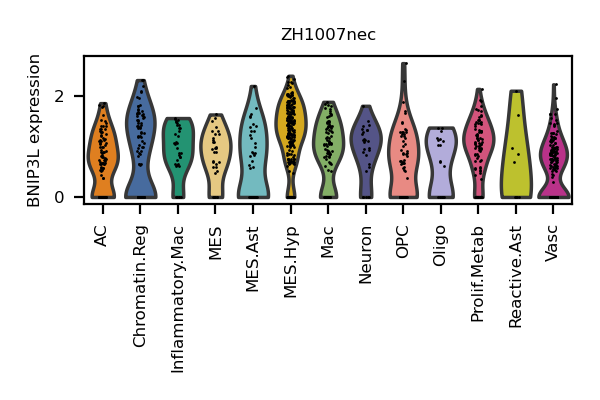 ZH1007nec
BNIP3L expression
2
0
AC
Chromatin.Reg
Inflammatory.Mac
MES
MES.Ast
MES.Hyp
Mac
Neuron
OPC
Oligo
Prolif.Metab
Reactive.Ast
Vasc